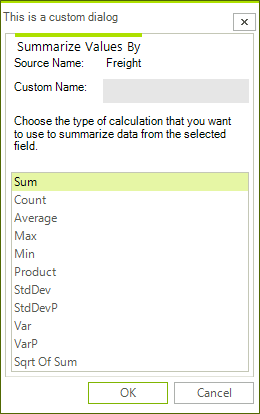 This is a custom dialog
Summarize Values By
Source Name: Freight
Custom Name:
Choose the type of calculation that you want
to use to summarize data from the selected
field.
Sum
Count
Average
Max
Min
Product
StdDev
StdDevP
Var
VarP
Sqrt Of Sum
OK Cancel